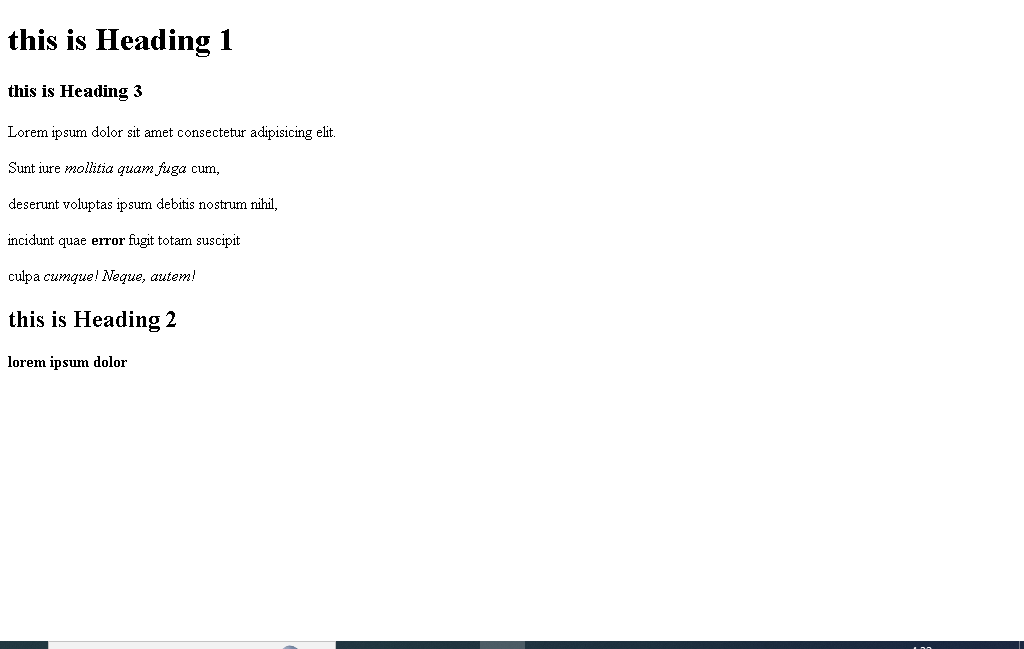 this is Heading 1
this is Heading 3
Lorem ipsum dolor sit amet consectetur adipisicing elit.
Sunt iure mollitia quam fuga cum,
deserunt voluptas ipsum debitis nostrum nihil,
incidunt quae error fugit totam suscipit
culpa cumque! Neque, autem!
this is Heading 2
lorem ipsum dolor